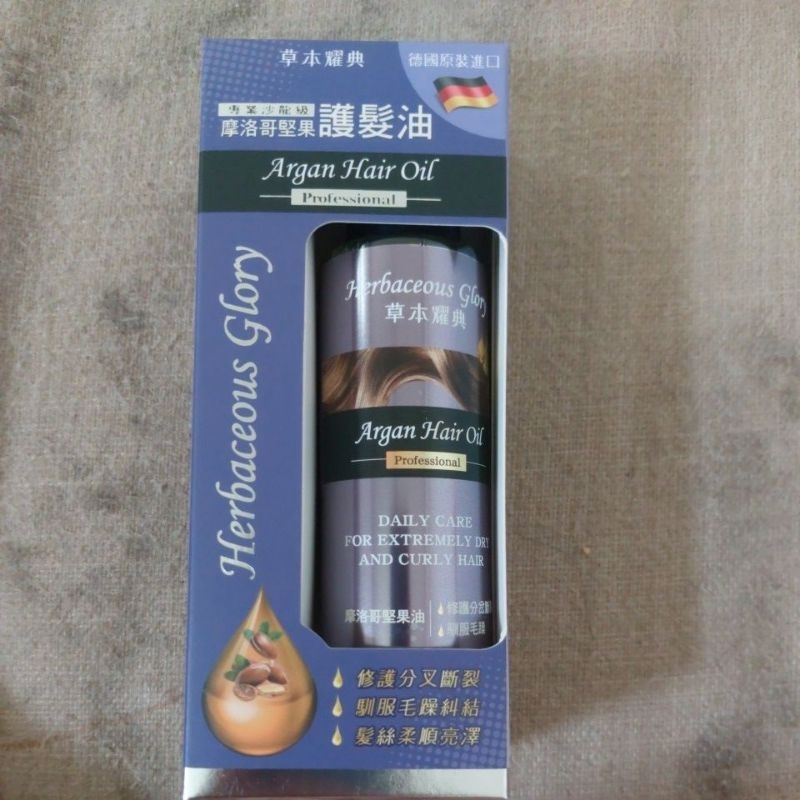 草本耀典
德國原裝進口
專業沙龍級
摩洛哥堅果護髮油
Argan Hair Oil
Professional
Herbaceous Glory
Herbaceous Glory
草本耀典
Argan Hair Oil
Professional
DAILY CARE
FOR EXTREMELY DRY
AND CURLY HAIR
摩洛哥堅果油
修護分岔斷
馴服毛躁
修護分叉斷裂
馴服毛躁糾結
髮絲柔順亮澤